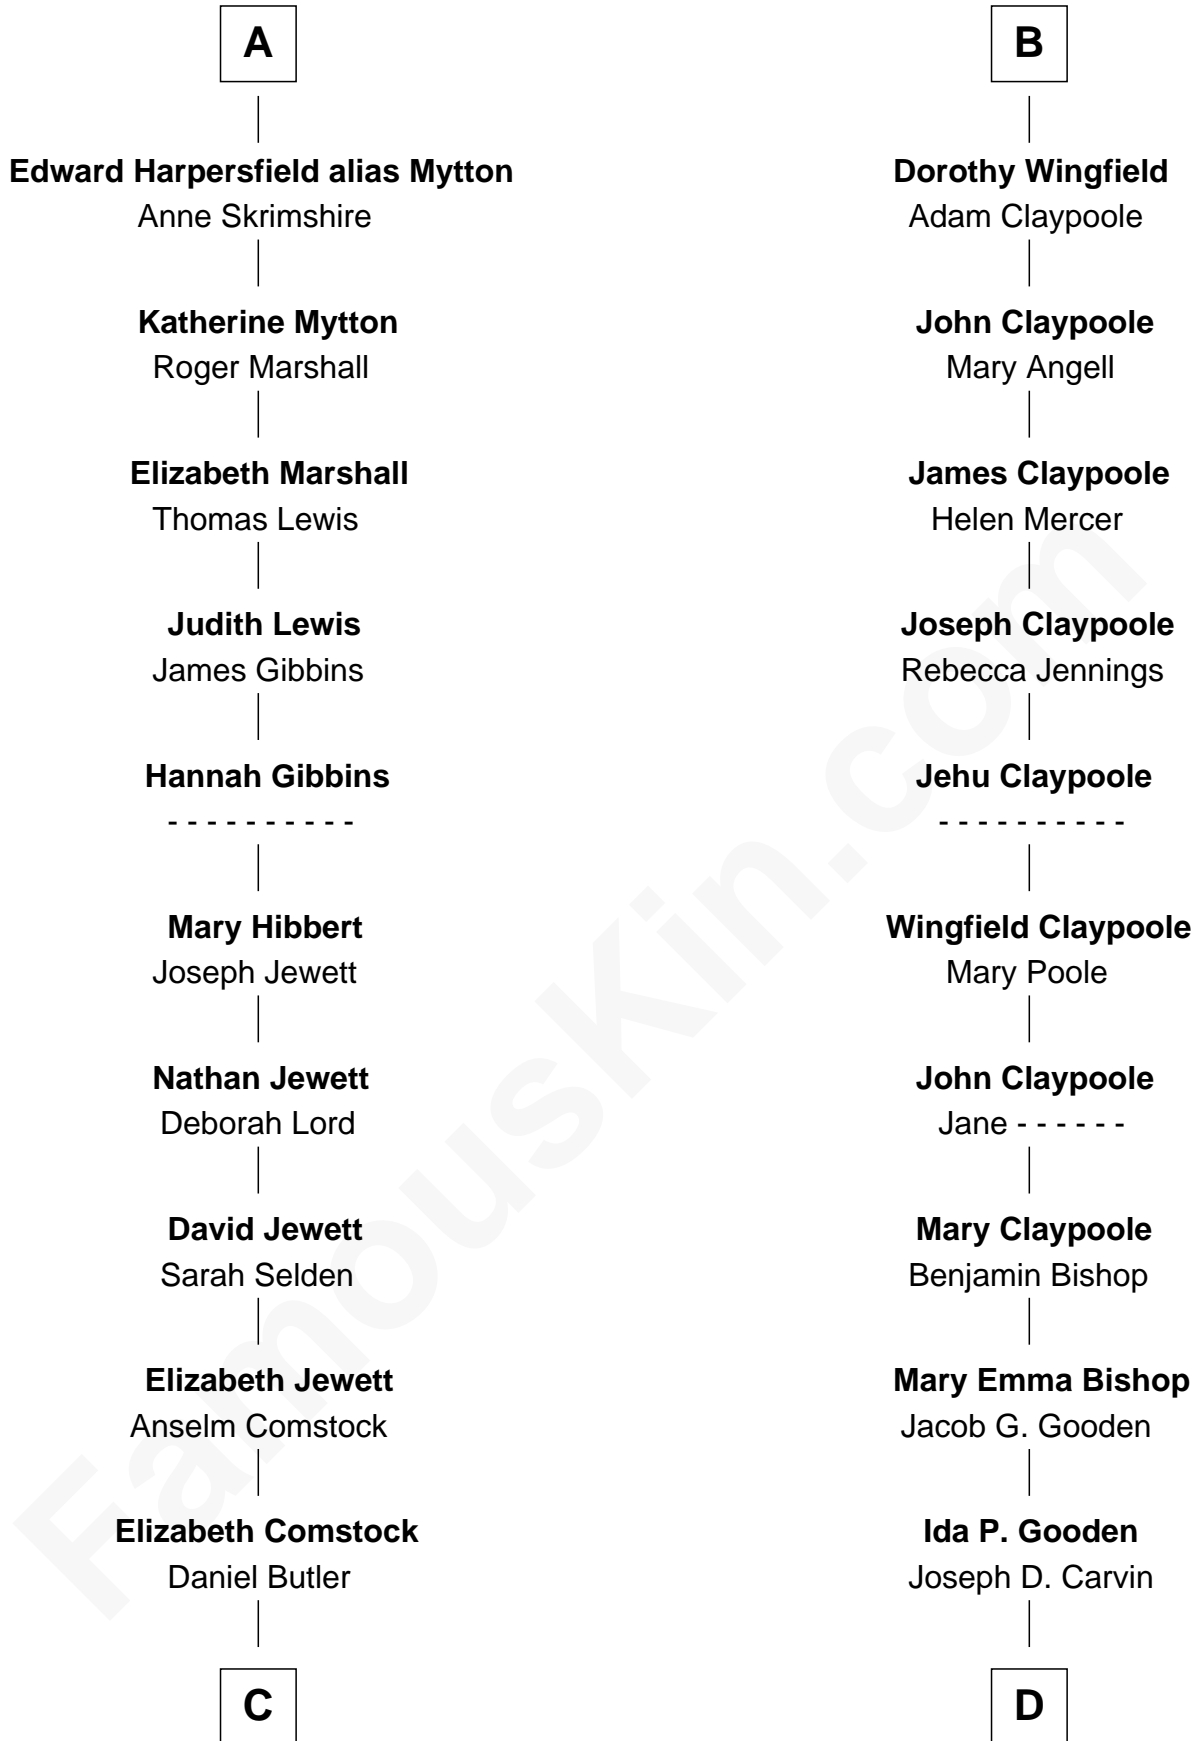 A
Edward Harpersfield alias Mytton
Anne Skrimshire
Katherine Mytton
Roger Marshall
Elizabeth Marshall
Thomas Lewis
Judith Lewis
James Gibbins
Hannah Gibbins
- - - - - - - - - -
Mary Hibbert
Joseph Jewett
Nathan Jewett
Deborah Lord
David Jewett
Sarah Selden
Elizabeth Jewett
Anselm Comstock
Elizabeth Comstock
Daniel Butler
C
B
Dorothy Wingfield
Adam Claypoole
John Claypoole
Mary Angell
James Claypoole
Helen Mercer
Joseph Claypoole
Rebecca Jennings
Jehu Claypoole
- - - - - - - - - -
Wingfield Claypoole
Mary Poole
John Claypoole
Jane - - - - - -
Mary Claypoole
Benjamin Bishop
Mary Emma Bishop
Jacob G. Gooden
Ida P. Gooden
Joseph D. Carvin
D
FamousKin.com